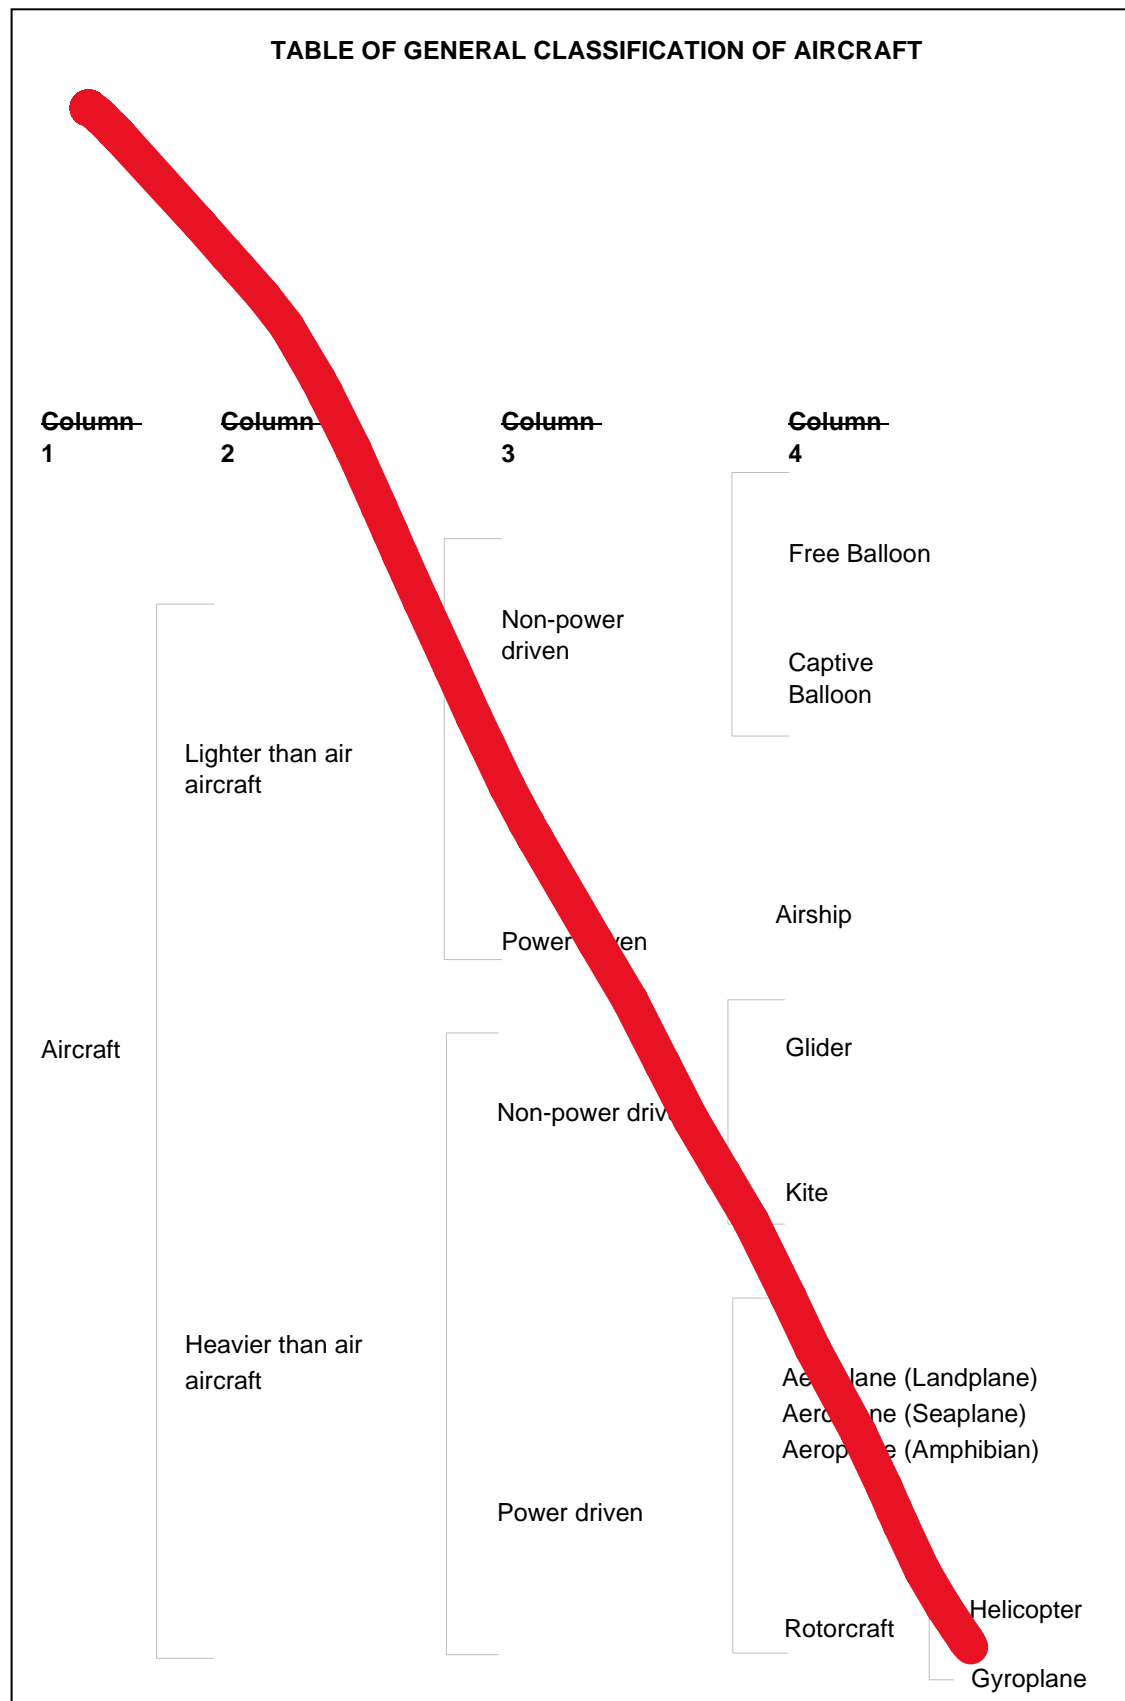 TABLE OF GENERAL CLASSIFICATION OF AIRCRAFT
Column Column Column Column
1 2 3 4
Free Balloon
Non-power
driven
Captive
Balloon
Lighter than air
aircraft
Airship
Power
Aircraft
Glider
Non-power
Kite
Heavier than air
aircraft
(Landplane)
(Seaplane)
(Amphibian)
Power driven
Helicopter
Rotorcraft
Gyroplane